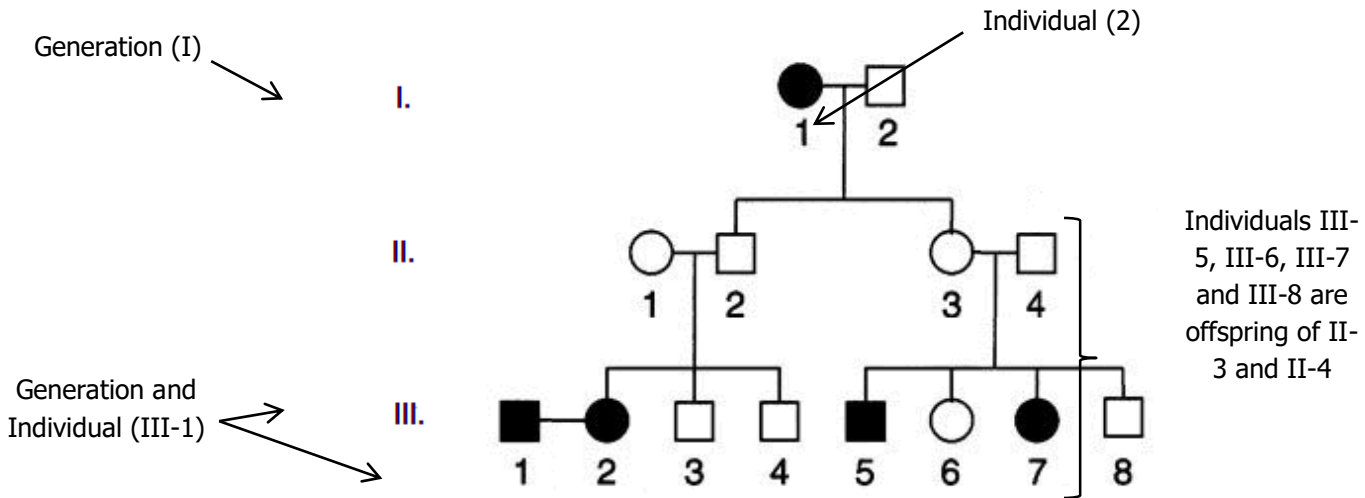 Individual (2)
Generation (I)
I.
1 2
II.
1 2 3 4
Individuals III-
5, III-6, III-7
and III-8 are
offspring of II-
3 and II-4
Generation and
Individual (III-1)
III.
1 2 3 4 5 6 7 8